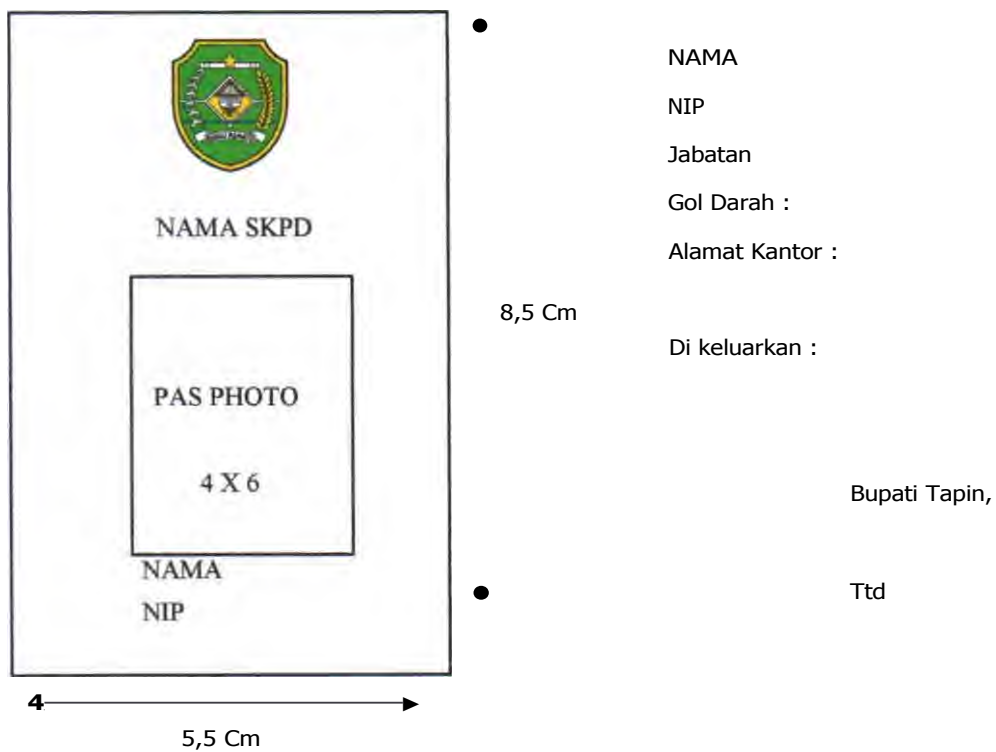 NAMA SKPD
PAS PHOTO
4 X 6
NAMA
NIP
4
5,5 Cm
8,5 Cm
NAMA
NIP
Jabatan
Gol Darah :
Alamat Kantor :
Di keluarkan :
Bupati Tapin,
Ttd